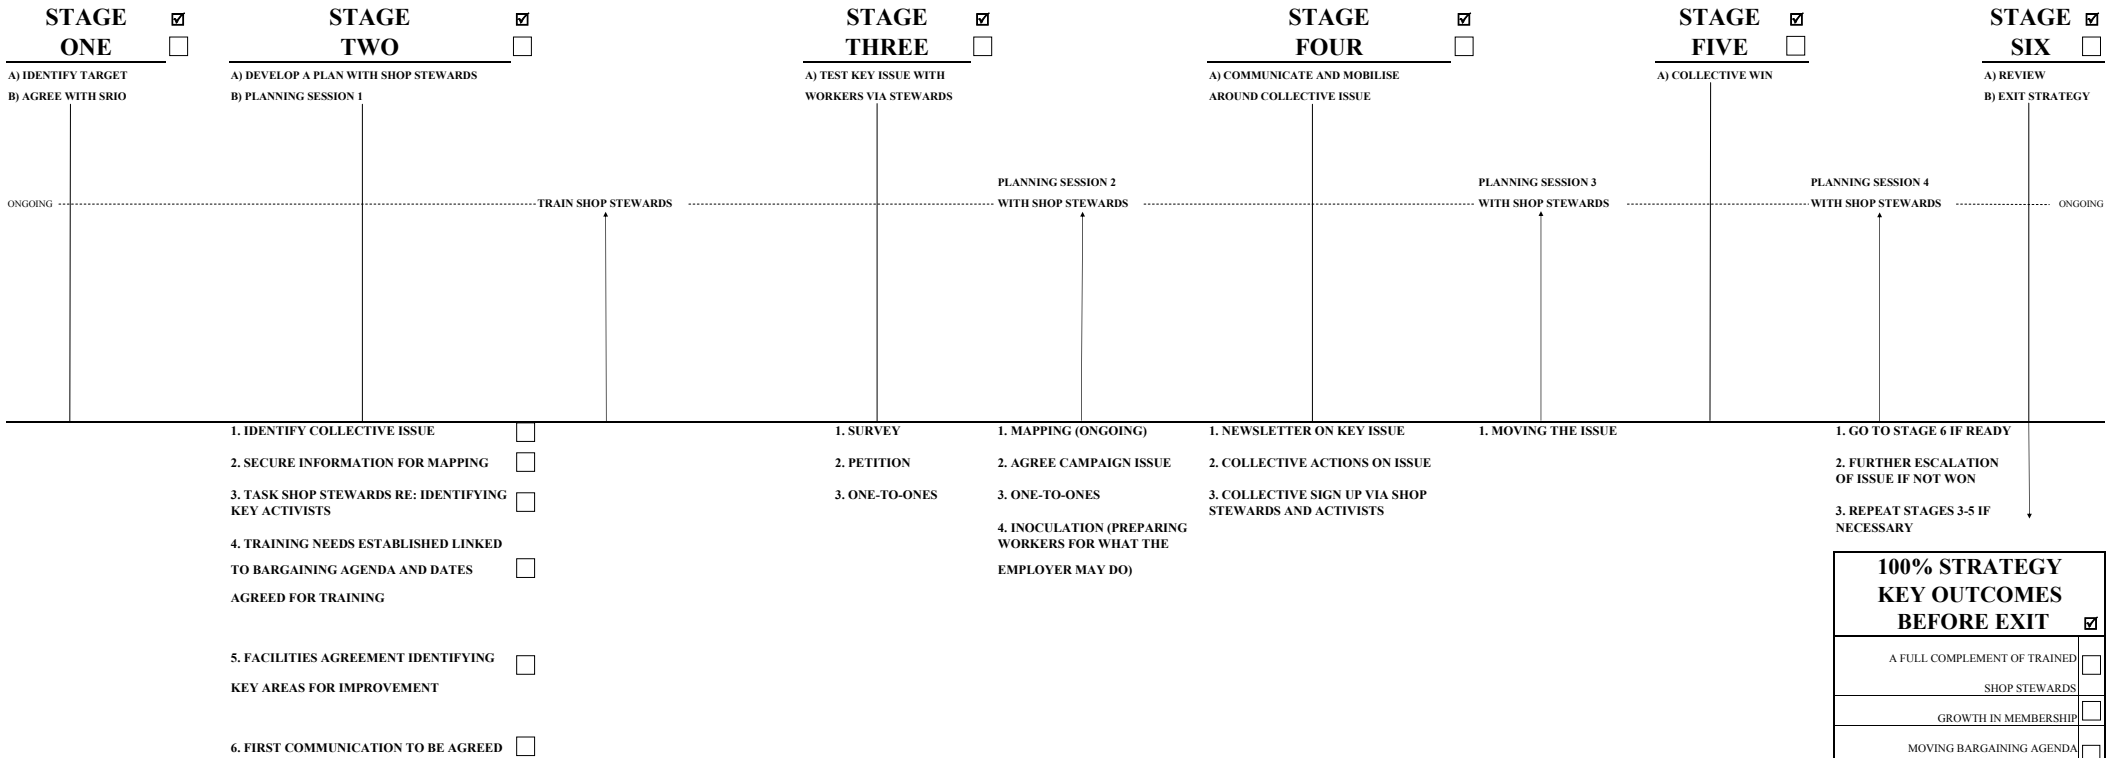 STAGE
ONE
A) IDENTIFY TARGET
B) AGREE WITH SRIO
STAGE
TWO
A) DEVELOP A PLAN WITH SHOP STEWARDS
B) PLANNING SESSION 1
STAGE
THREE
A) TEST KEY ISSUE WITH
WORKERS VIA STEWARDS
STAGE
FOUR
A) COMMUNICATE AND MOBILISE
AROUND COLLECTIVE ISSUE
STAGE
FIVE
A) COLLECTIVE WIN
STAGE
SIX
A) REVIEW
B) EXIT STRATEGY
ONGOING
TRAIN SHOP STEWARDS
PLANNING SESSION 2
WITH SHOP STEWARDS
PLANNING SESSION 3
WITH SHOP STEWARDS
PLANNING SESSION 4
WITH SHOP STEWARDS
ONGOING
1. IDENTIFY COLLECTIVE ISSUE
2. SECURE INFORMATION FOR MAPPING
3. TASK SHOP STEWARDS RE: IDENTIFYING
KEY ACTIVISTS
4. TRAINING NEEDS ESTABLISHED LINKED
TO BARGAINING AGENDA AND DATES
AGREED FOR TRAINING
5. FACILITIES AGREEMENT IDENTIFYING
KEY AREAS FOR IMPROVEMENT
6. FIRST COMMUNICATION TO BE AGREED
1. SURVEY
2. PETITION
3. ONE-TO-ONES
1. MAPPING (ONGOING)
2. AGREE CAMPAIGN ISSUE
3. ONE-TO-ONES
4. INOCULATION (PREPARING
WORKERS FOR WHAT THE
EMPLOYER MAY DO)
1. NEWSLETTER ON KEY ISSUE
2. COLLECTIVE ACTIONS ON ISSUE
3. COLLECTIVE SIGN UP VIA SHOP
STEWARDS AND ACTIVISTS
1. MOVING THE ISSUE
1. GO TO STAGE 6 IF READY
2. FURTHER ESCALATION
OF ISSUE IF NOT WON
3. REPEAT STAGES 3-5 IF
NECESSARY
100% STRATEGY
KEY OUTCOMES
BEFORE EXIT
A FULL COMPLEMENT OF TRAINED
SHOP STEWARDS
GROWTH IN MEMBERSHIP
MOVING BARGAINING AGENDA